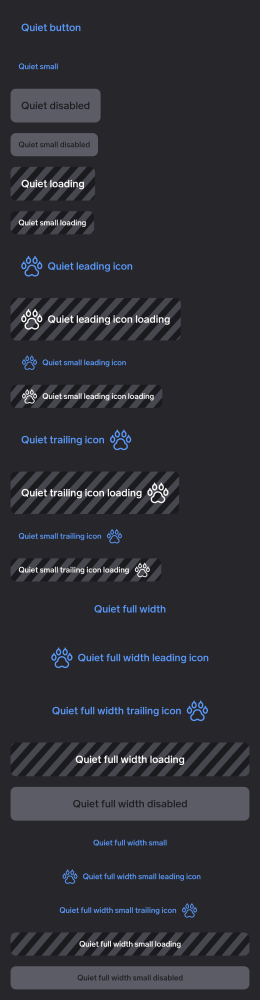 Quiet button
Quiet small
Quiet disabled
Quiet small disabled
Quiet loading
Quiet small loading
Quiet leading icon
Quiet leading icon loading
Quiet small leading icon
Quiet small leading icon loading
Quiet trailing icon
Quiet trailing icon loading
Quiet small trailing icon
Quiet small trailing icon loading
Quiet full width
Quiet full width leading icon
Quiet full width trailing icon
Quiet full width loading
Quiet full width disabled
Quiet full width small
Quiet full width small leading icon
Quiet full width small trailing icon
Quiet full width small loading
Quiet full width small disabled